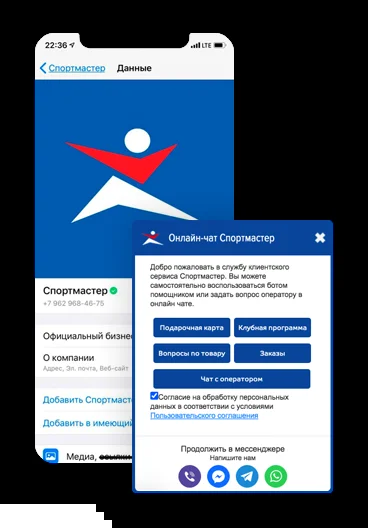 22:36
LTE
Спортмастер
Данные
Спортмастер
+7 962 968-46-75
Официальный бизнес
О компании
Адрес, Эл. почта, Веб-сайт
Добавить Спортмастер
Добавить в имеющий
Медиа, ссылки
Онлайн-чат Спортмастер
Добро пожаловать в службу клиентского
сервиса Спортмастер. Вы можете
самостоятельно воспользоваться ботом
помощником или задать вопрос оператору в
онлайн чате.
Подарочная карта
Клубная программа
Вопросы по товару
Заказы
Чат с оператором
Согласие на обработку персональных
данных в соответствии с условиями
Пользовательского соглашения
Продолжить в мессенджере
Напишите нам